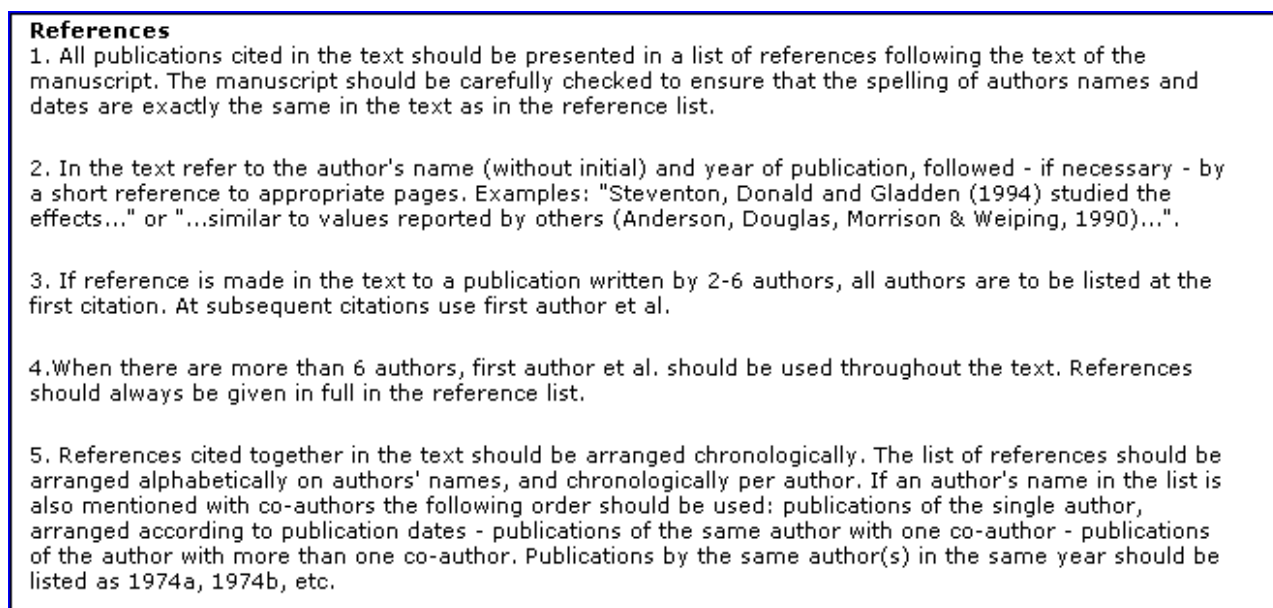 References
1. All publications cited in the text should be presented in a list of references following the text of the
manuscript. The manuscript should be carefully checked to ensure that the spelling of authors names and
dates are exactly the same in the text as in the reference list.
2. In the text refer to the author's name (without initial) and year of publication, followed - if necessary - by
a short reference to appropriate pages. Examples: "Steventon, Donald and Gladden (1994) studied the
effects..." or "...similar to values reported by others (Anderson, Douglas, Morrison & Weiping, 1990)...".
3. If reference is made in the text to a publication written by 2-6 authors, all authors are to be listed at the
first citation. At subsequent citations use first author et al.
4.When there are more than 6 authors, first author et al. should be used throughout the text. References
should always be given in full in the reference list.
5. References cited together in the text should be arranged chronologically. The list of references should be
arranged alphabetically on authors' names, and chronologically per author. If an author's name in the list is
also mentioned with co-authors the following order should be used: publications of the single author,
arranged according to publication dates - publications of the same author with one co-author - publications
of the author with more than one co-author. Publications by the same author(s) in the same year should be
listed as 1974a, 1974b, etc.